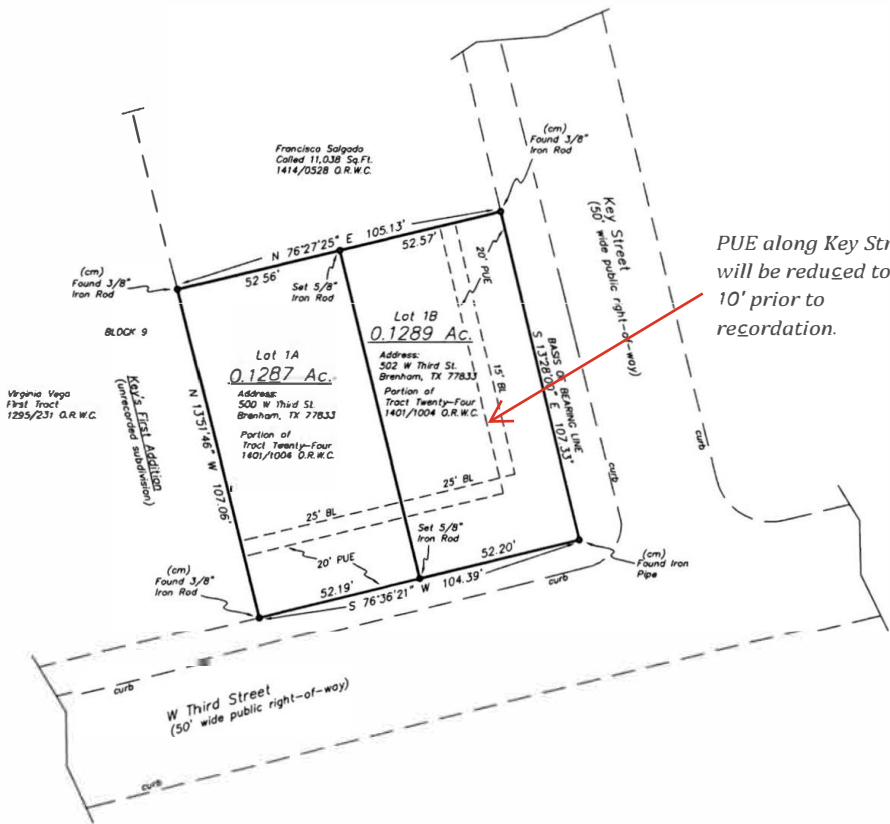 (cm)
Found 3/8"
Iron Rod
Francisco Salgado
Called 11,038 Sq.Ft.
1414/0528 O.R.W.C.
Key Street
(50' wide public right-of-way)
N 76°27'25" E 105.13'
52.56'
52.57'
20' PUE
PUE along Key Str
will be reduced to
10' prior to
recordation.
(cm)
Found 3/8"
Iron Rod
Set 5/8"
Iron Rod
BLOCK 9
Lot 1B
0.1289 Ac.
Address:
502 W Third St.
Brenham, TX 77833
Portion of
Tract Twenty-Four
1401/1004 O.R.W.C.
Lot 1A
0.1287 Ac.
Address:
500 W Third St.
Brenham, TX 77833
Portion of
Tract Twenty-Four
1401/1004 O.R.W.C.
15' BL
BASIS OF BEARING LINE
S 13°28'00" E 107.33'
Virginia Vega
First Tract
1295/231 O.R.W.C.
Key's First Addition
(unrecorded subdivision)
N 13°51'46" W 107.06'
curb
curb
25' BL
25' BL
20' PUE
Set 5/8"
Iron Rod
52.19'
52.20'
S 76°36'21" W 104.39'
(cm)
Found 3/8"
Iron Rod
(cm)
Found Iron
Pipe
curb
curb
W Third Street
(50' wide public right-of-way)
curb